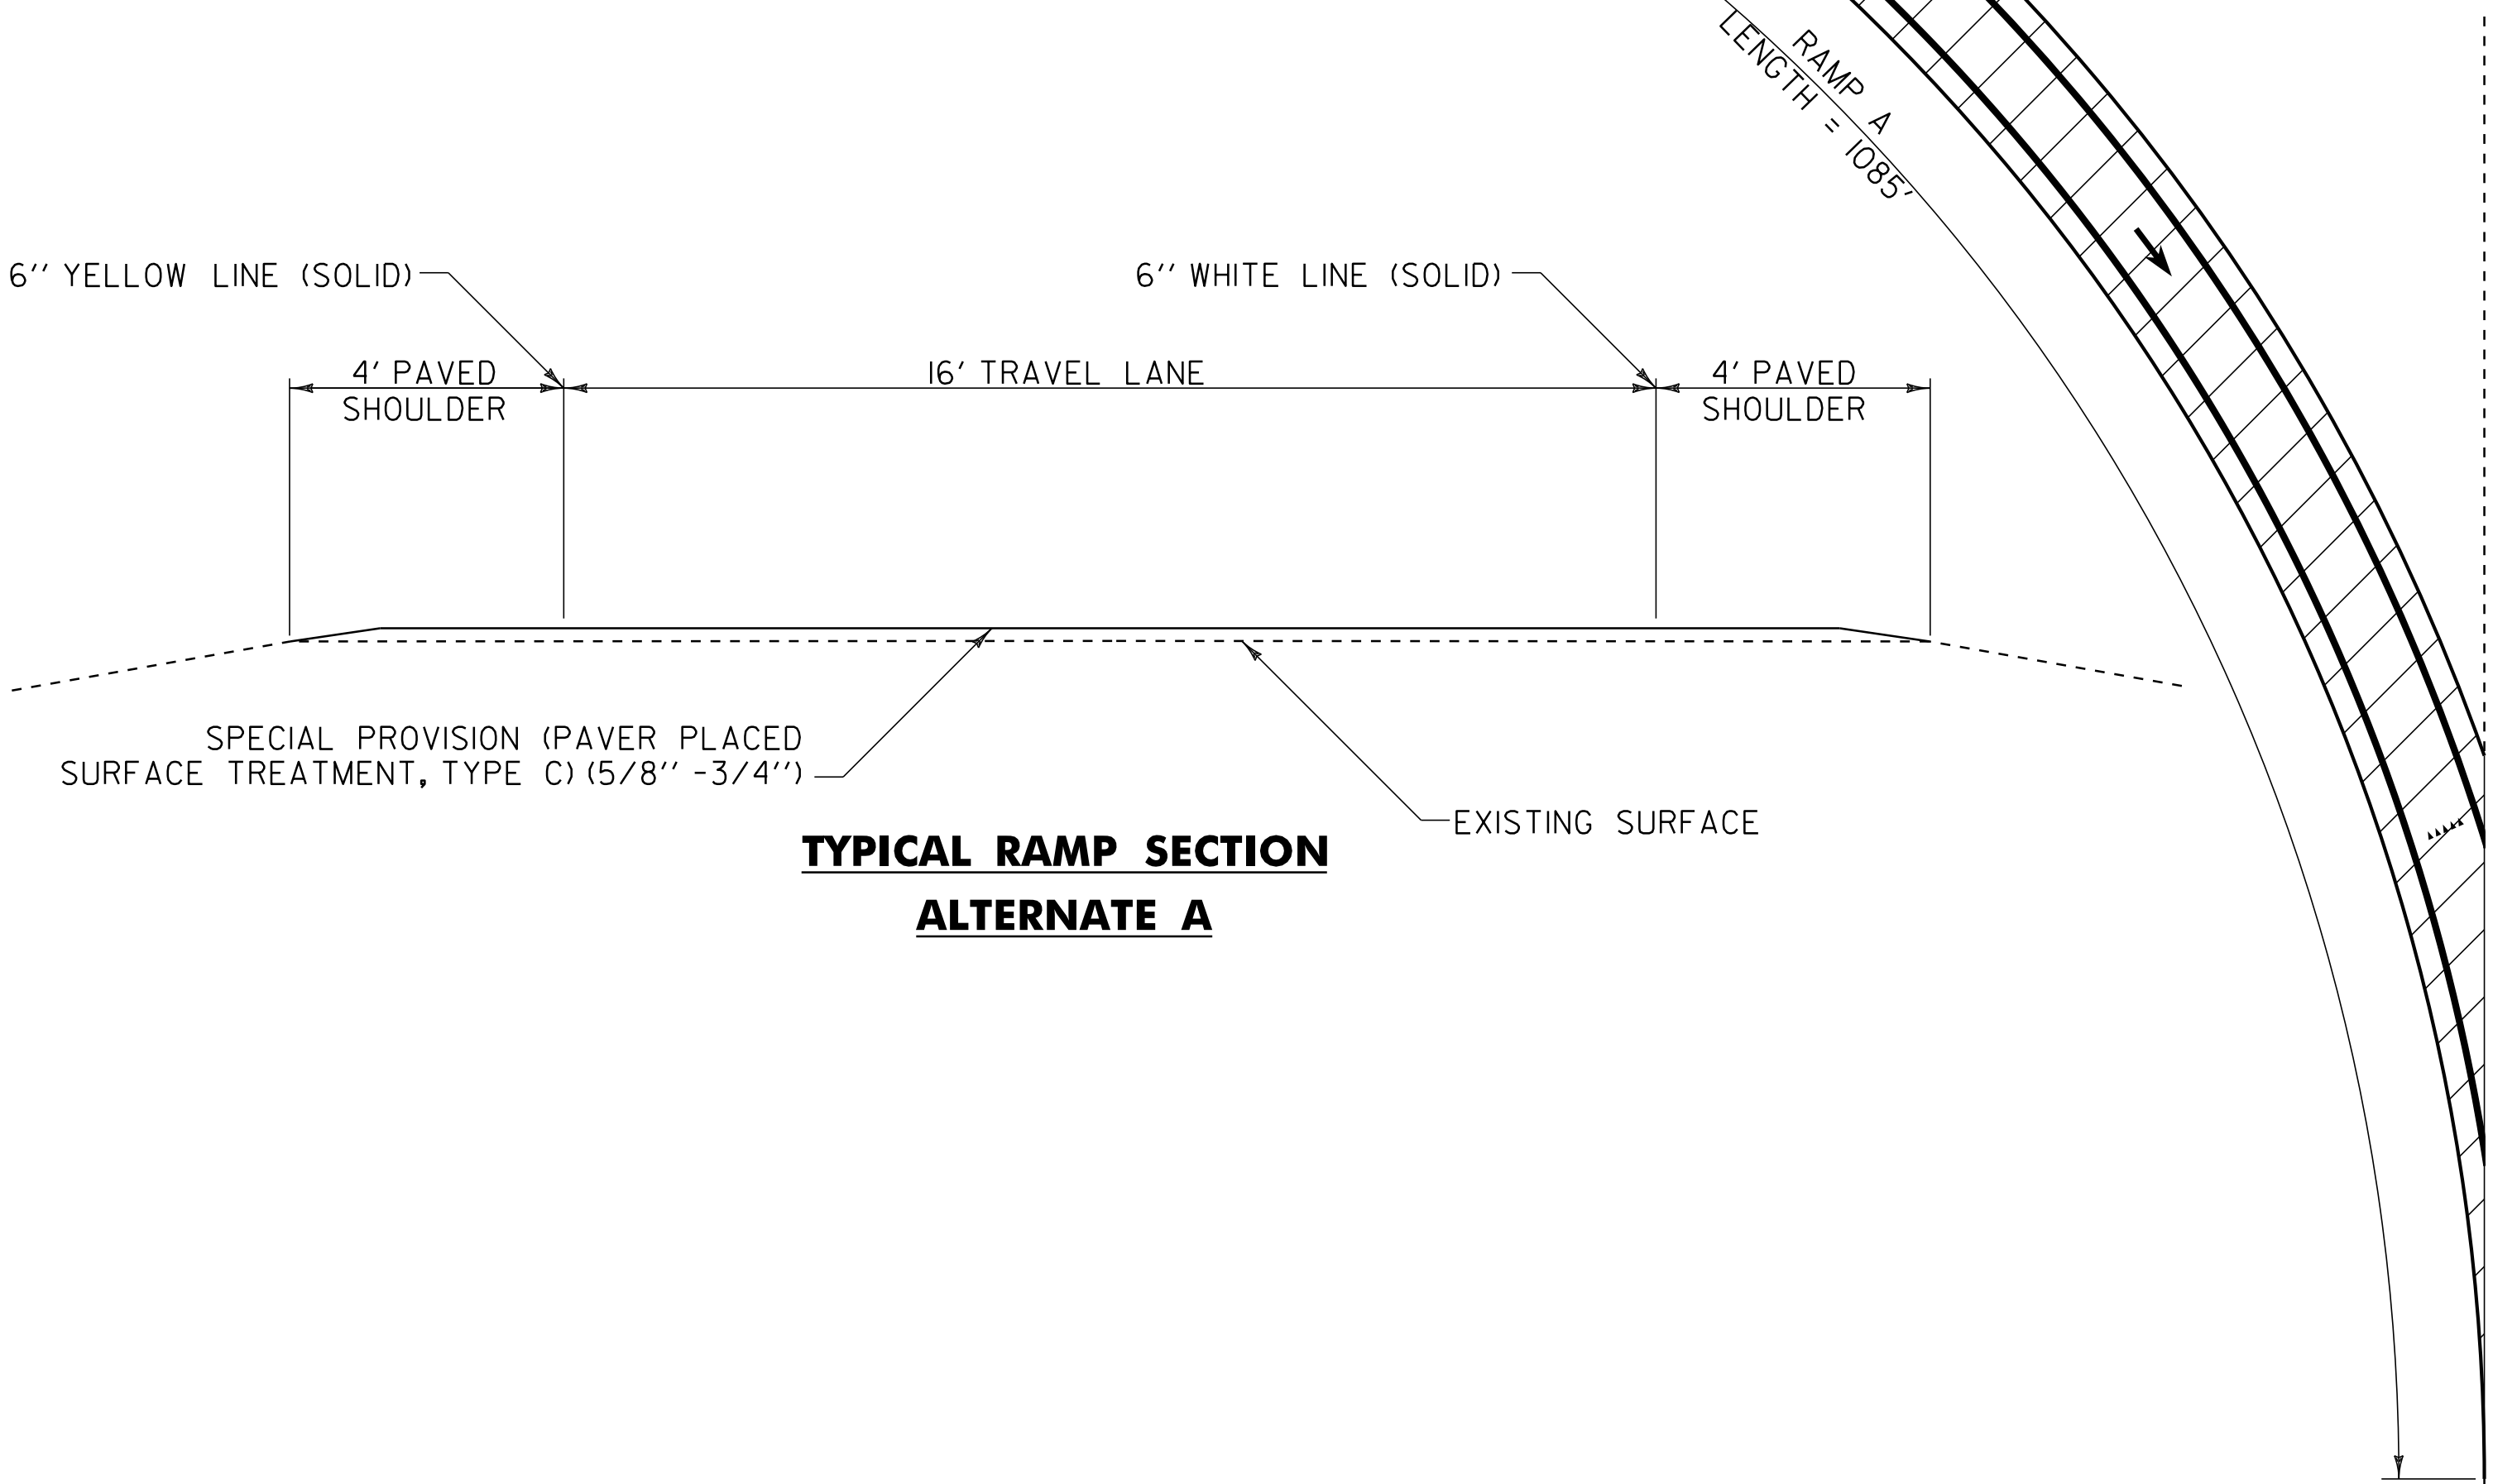 RAMP A
LENGTH = 1085'
6'' YELLOW LINE (SOLID)
6'' WHITE LINE (SOLID)
4' PAVED
SHOULDER
16' TRAVEL LANE
4' PAVED
SHOULDER
SPECIAL PROVISION (PAVER PLACED
SURFACE TREATMENT, TYPE C) (5/8'' -3/4'')
EXISTING SURFACE
TYPICAL RAMP SECTION
ALTERNATE A